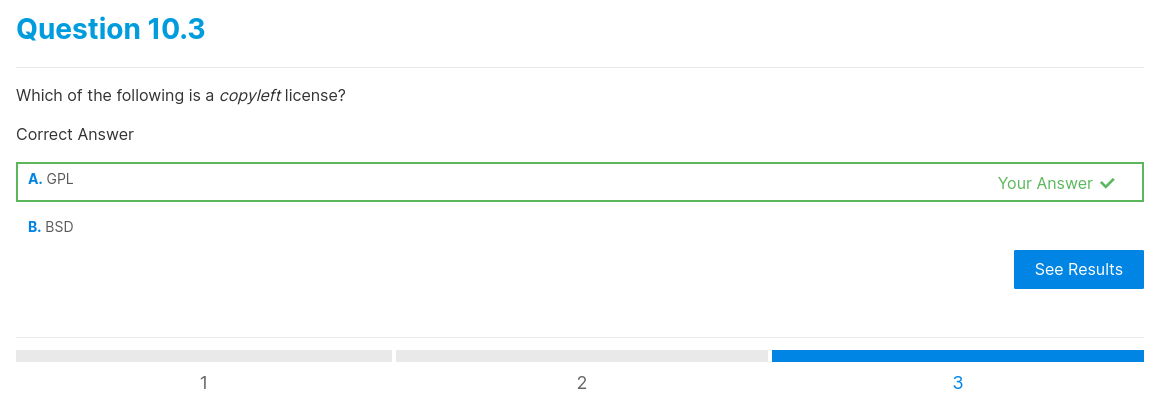 Question 10.3
Which of the following is a copyleft license?
Correct Answer
A. GPL
Your Answer ✓
B. BSD
See Results
1
2
3